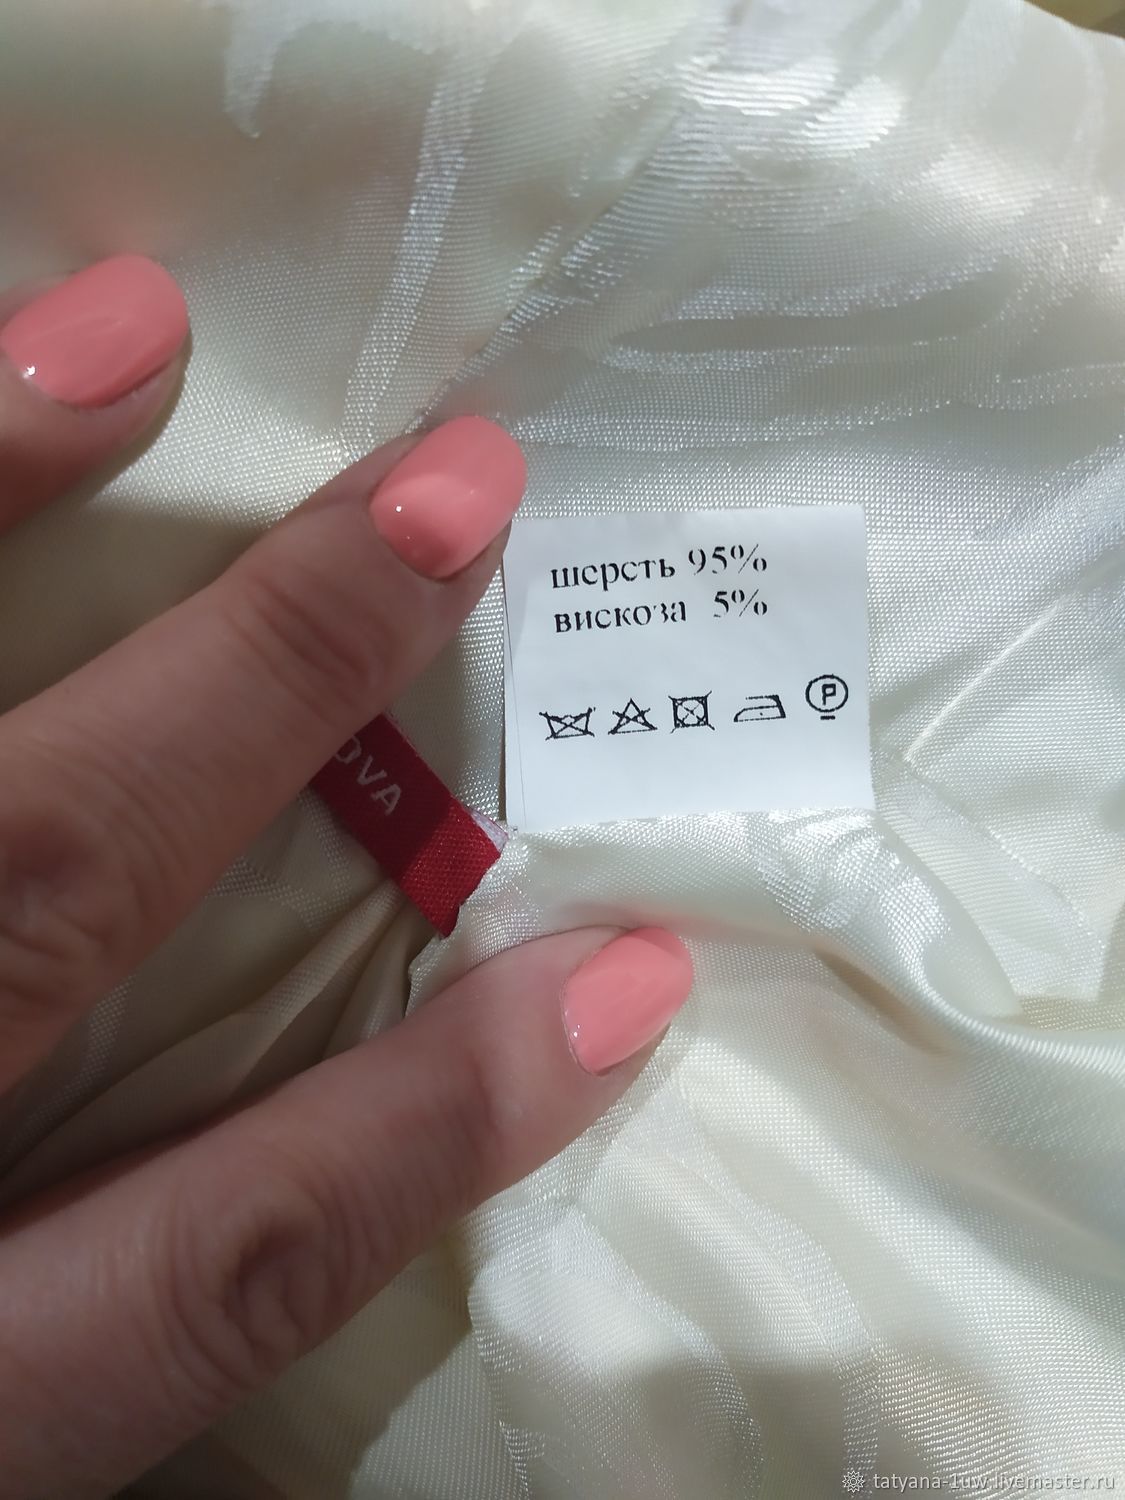 шерсть 95%
вискоза 5%
P
OVA
tatyana-1uw.livemaster.ru